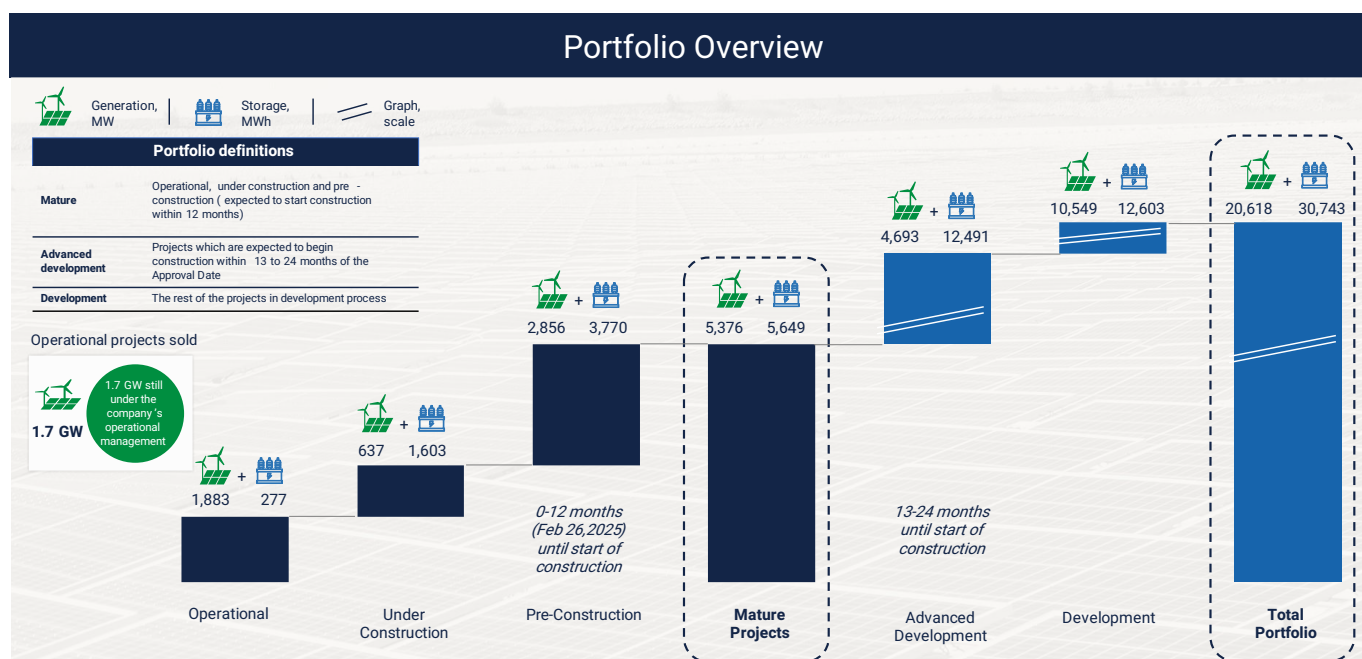 Portfolio Overview
Generation,
MW
Storage,
MWh
Graph,
scale
Portfolio definitions
Mature
Operational, under construction and pre -
construction ( expected to start construction
within 12 months)
Advanced
development
Projects which are expected to begin
construction within 13 to 24 months of the
Approval Date
Development
The rest of the projects in development process
Operational projects sold
1.7 GW
1.7 GW still
under the
company 's
operational
management
+
1,883 277
Operational
+
637 1,603
Under
Construction
+
2,856 3,770
0-12 months
(Feb 26,2025)
until start of
construction
Pre-Construction
+
5,376 5,649
Mature
Projects
+
4,693 12,491
13-24 months
until start of
construction
Advanced
Development
+
10,549 12,603
Development
+
20,618 30,743
Total
Portfolio